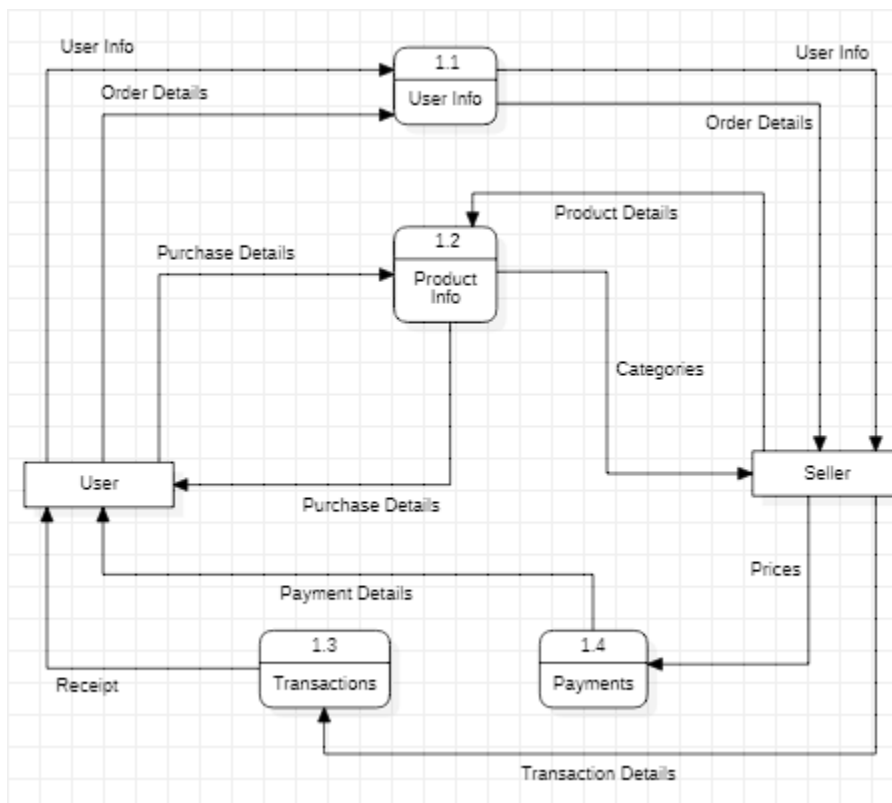 User Info
User Info
1.1
Order Details
User Info
Order Details
Product Details
1.2
Purchase Details
Product
Info
Categories
User
Seller
Purchase Details
Prices
Payment Details
1.3
1.4
Receipt
Transactions
Payments
Transaction Details